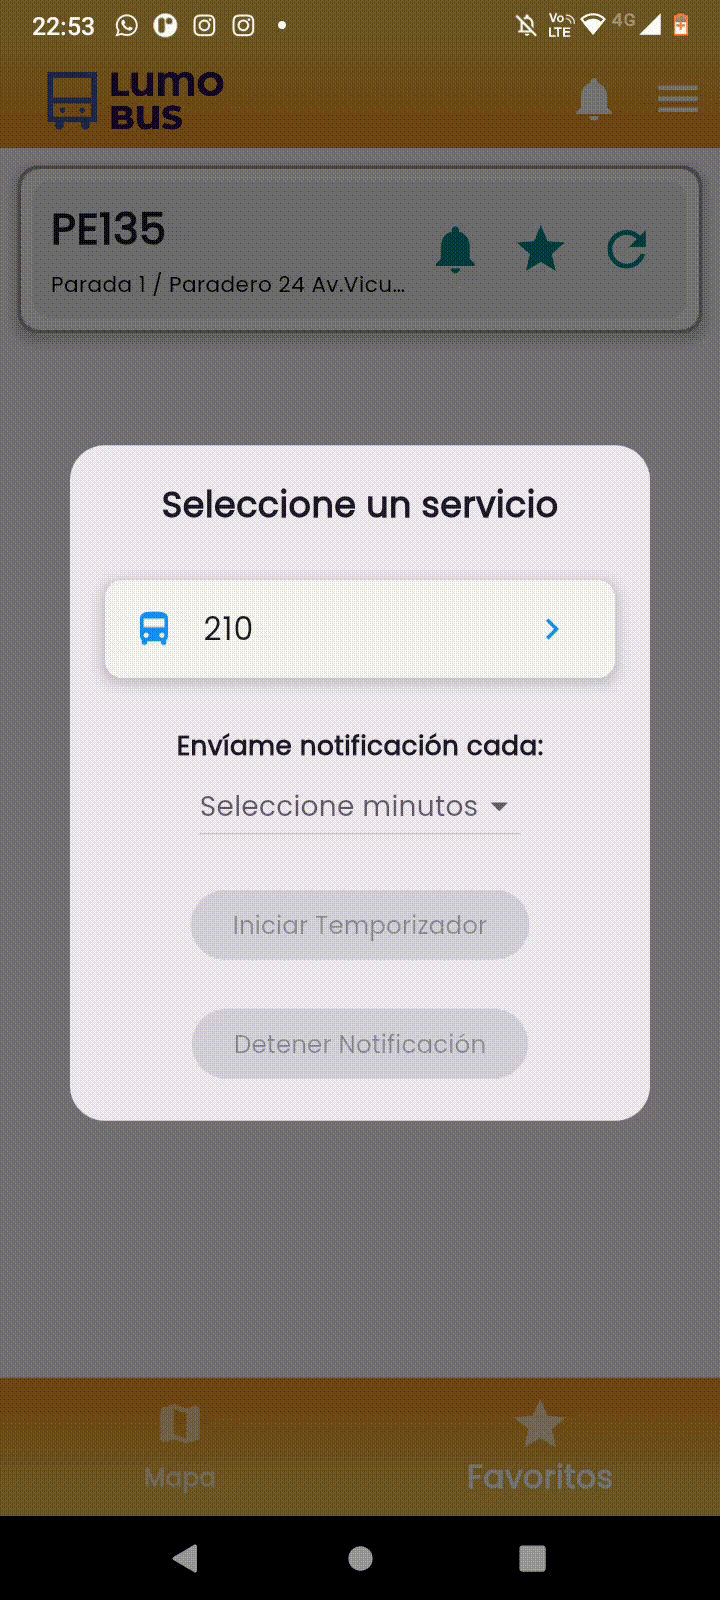 22:53
Vo LTE
4G
Lumo
BUS
PE135
Parada 1 / Paradero 24 Av.Vicu...
Seleccione un servicio
210
Envíame notificación cada:
Seleccione minutos
Iniciar Temporizador
Detener Notificación
Mapa
Favoritos